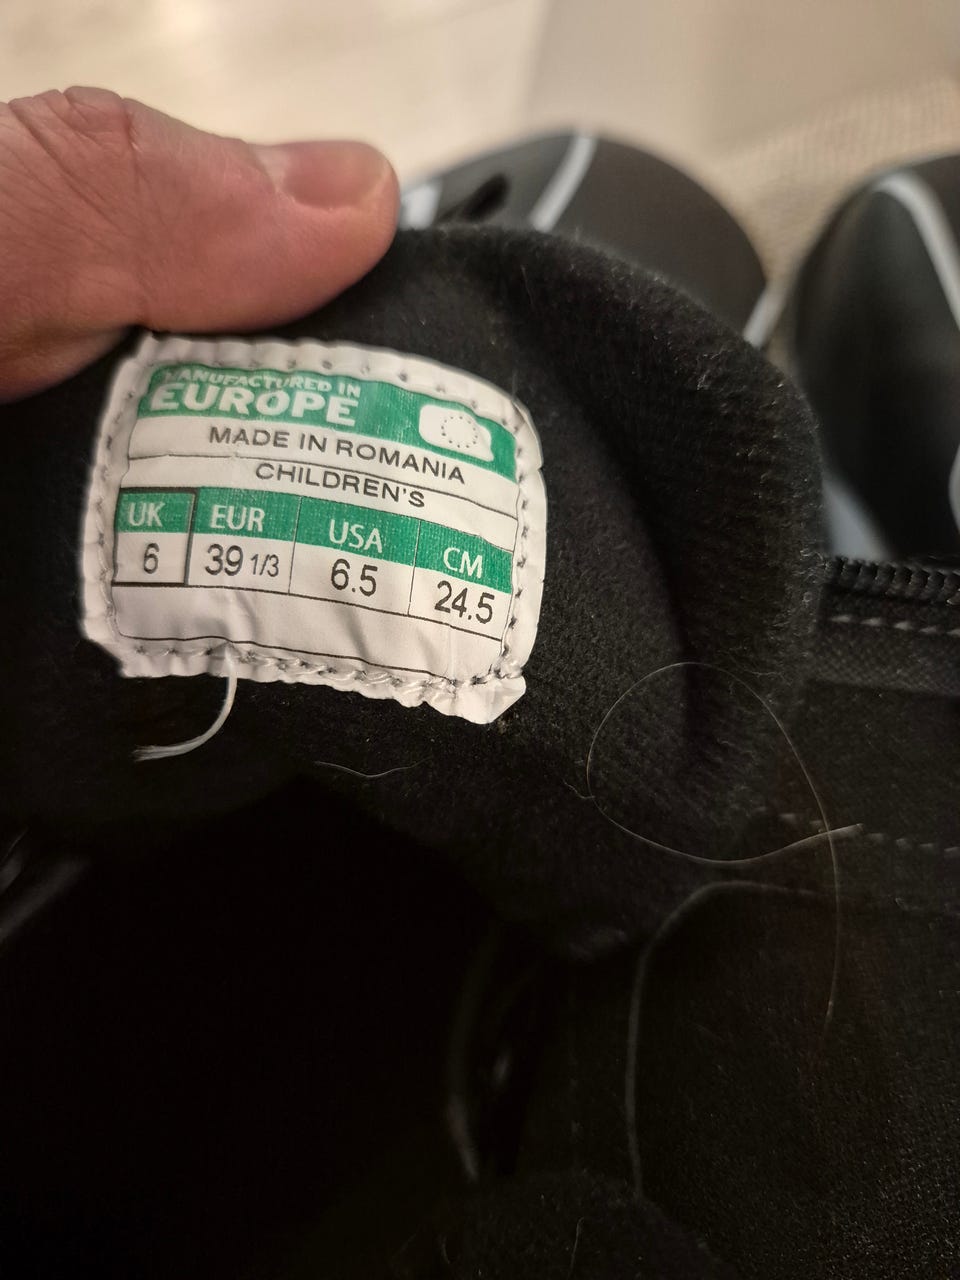 MANUFACTURED IN
EUROPE
MADE IN ROMANIA
CHILDREN'S
UK EUR USA CM
6 39 1/3 6.5 24.5